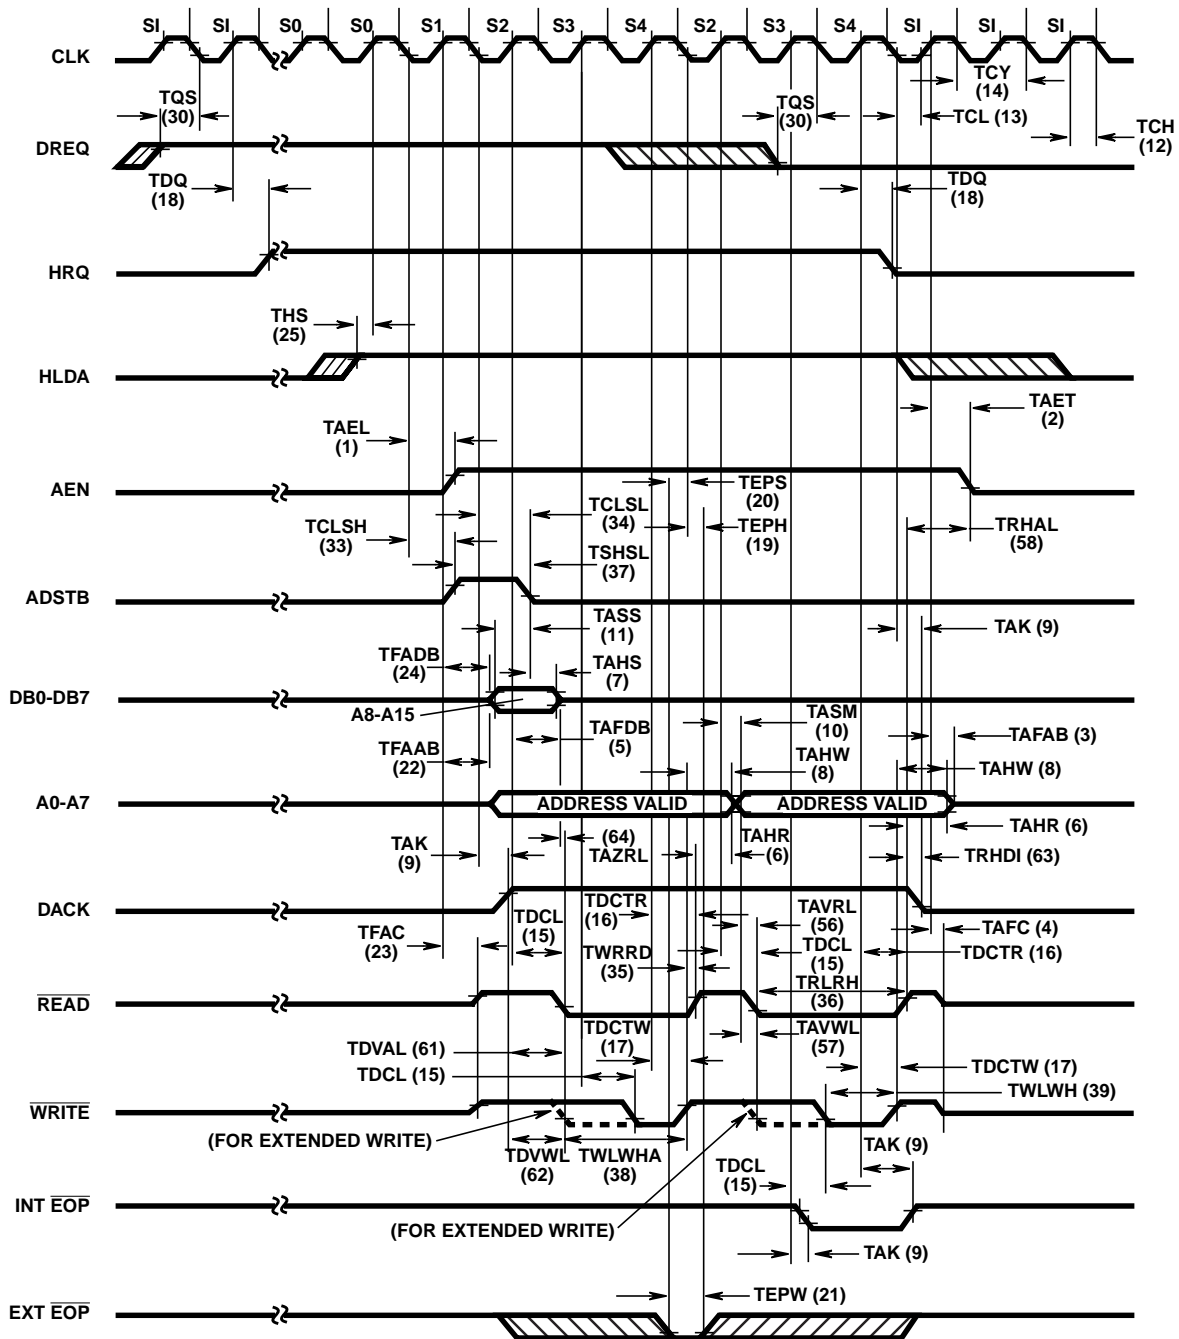 SI SI S0 S0 S1 S2 S3 S4 S2 S3 S4 SI SI SI
CLK
TCY
(14)
TQS
(30)
TQS
(30)
TCL (13)
TCH
(12)
DREQ
TDQ
(18)
TDQ
(18)
HRQ
THS
(25)
HLDA
TAET
(2)
TAEL
(1)
AEN
TEPS
(20)
TCLSL
(34)
TEPH
(19)
TCLSH
(33)
TRHAL
(58)
TSHSL
(37)
ADSTB
TASS
(11)
TAK (9)
TFADB
(24)
TAHS
(7)
DB0-DB7
A8-A15
TAFDB
(5)
TASM
(10)
TAFAB (3)
TFAAB
(22)
TAHW
(8)
TAHW (8)
A0-A7
ADDRESS VALID ADDRESS VALID
TAHR (6)
TAK
(9)
(64)
TAZRL
TAHR
(6)
TRHDI (63)
DACK
TDCTR
(16)
TAVRL
(56)
TFAC
(23)
TDCL
(15)
TAFC (4)
TWRRD
(35)
TDCL
(15)
TDCTR (16)
TRLRH
(36)
READ
TDCTW
(17)
TAVWL
(57)
TDVAL (61)
TDCL (15)
TDCTW (17)
TWLWH (39)
WRITE
(FOR EXTENDED WRITE)
TDVWL
(62)
TWLWHA
(38)
TDCL
(15)
TAK (9)
INT EOP
(FOR EXTENDED WRITE)
TAK (9)
TEPW (21)
EXT EOP